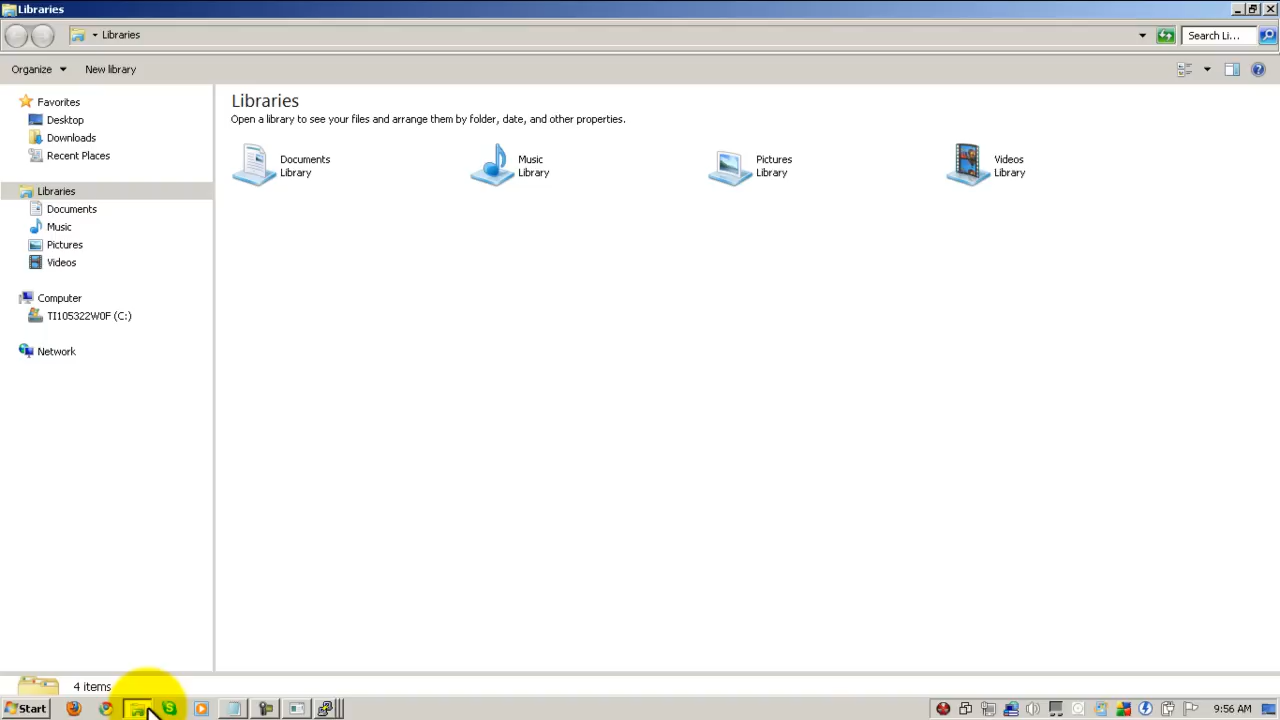 Libraries
Libraries
Search Li...
Organize
New library
Favorites
Desktop
Downloads
Recent Places
Libraries
Documents
Music
Pictures
Videos
Computer
TI105322W0F (C:)
Network
Libraries
Open a library to see your files and arrange them by folder, date, and other properties.
Documents
Library
Music
Library
Pictures
Library
Videos
Library
4 items
Start
9:56 AM